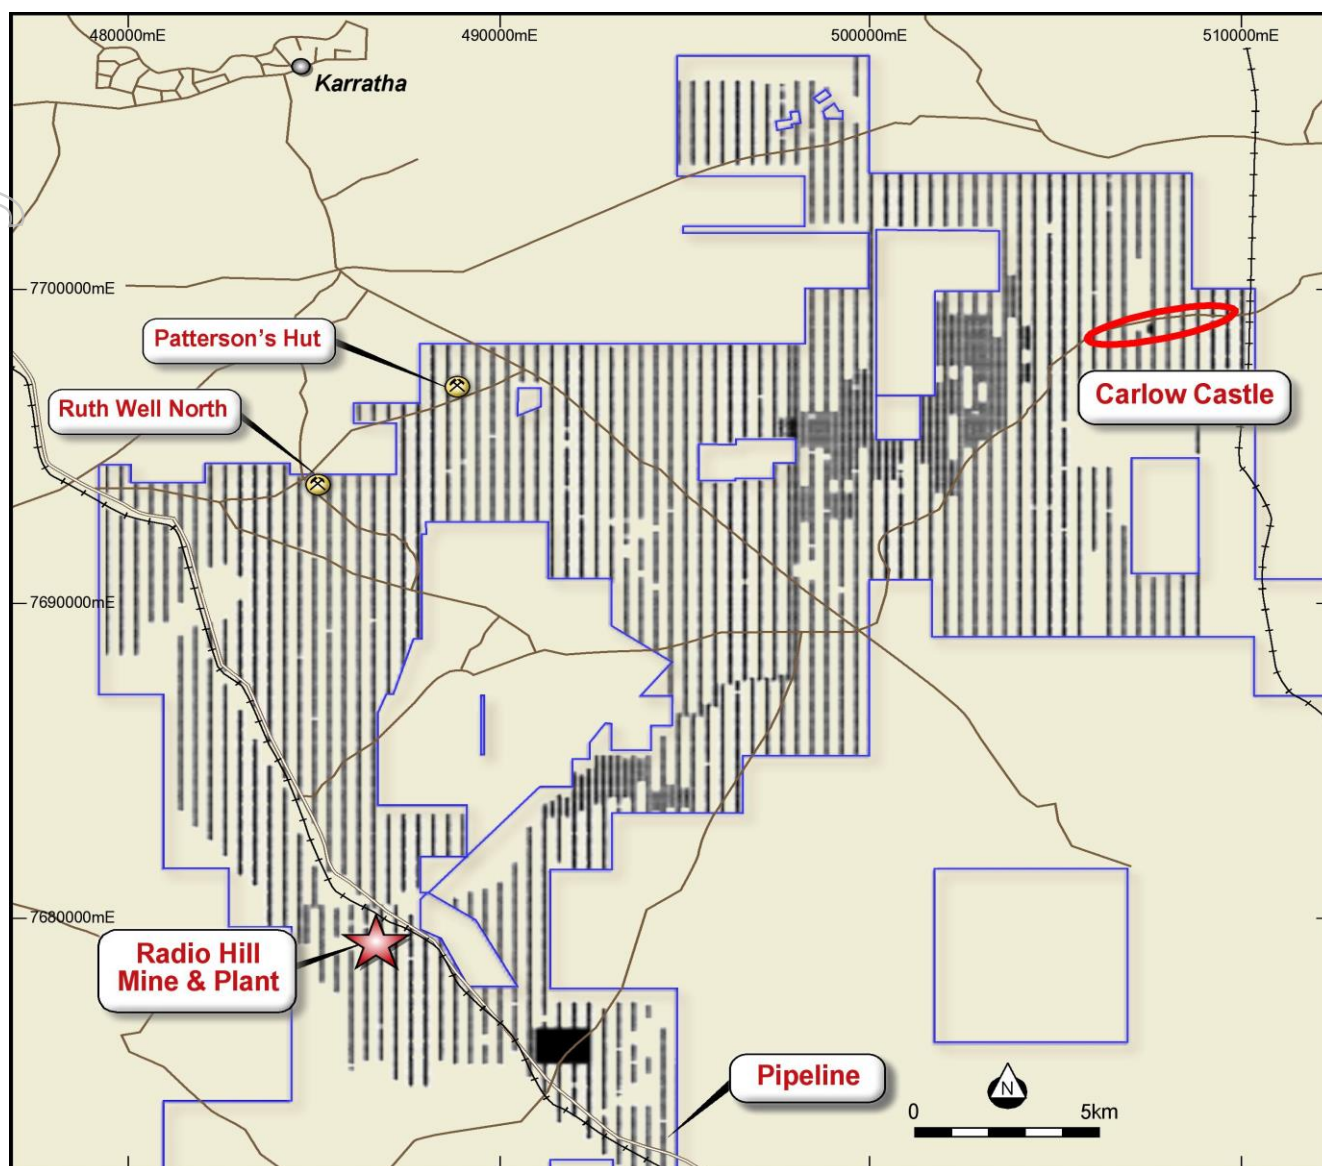 480000mE
490000mE
500000mE
510000mE
Karratha
7700000mE
Patterson's Hut
Ruth Well North
Carlow Castle
7690000mE
7680000mE
Radio Hill
Mine & Plant
Pipeline
N
0
5km